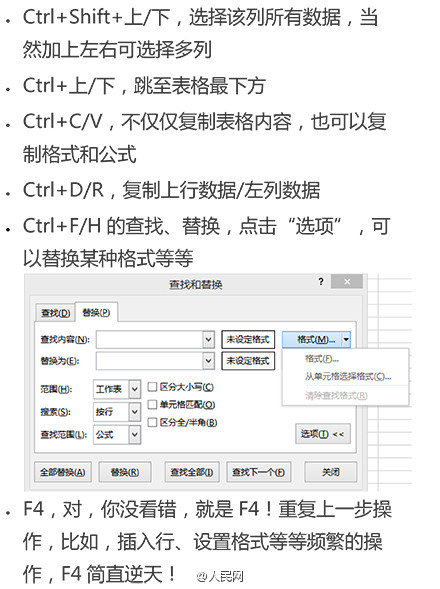 Ctrl+Shift+上/下，选择该列所有数据，当
然加上左右可选择多列
Ctrl+上/下，跳至表格最下方
Ctrl+C/V，不仅仅复制表格内容，也可以复
制格式和公式
Ctrl+D/R，复制上行数据/左列数据
Ctrl+F/H 的查找、替换，点击“选项”，可
以替换某种格式等等
查找和替换 ? ×
查找(D) 替换(P)
查找内容(N): 未设定格式 格式(M)...
替换为(E): 未设定格式
格式(F)...
从单元格选择格式(C)...
清除查找格式(R)
范围(H): 工作表 区分大小写(C)
搜索(S): 按行 单元格匹配(O)
查找范围(L): 公式 区分全/半角(B)
选项(T) <<
全部替换(A) 替换(R) 查找全部(I) 查找下一个(F) 关闭
F4，对，你没看错，就是 F4！重复上一步操
作，比如，插入行、设置格式等等频繁的操
作，F4 简直逆天！
@人民网